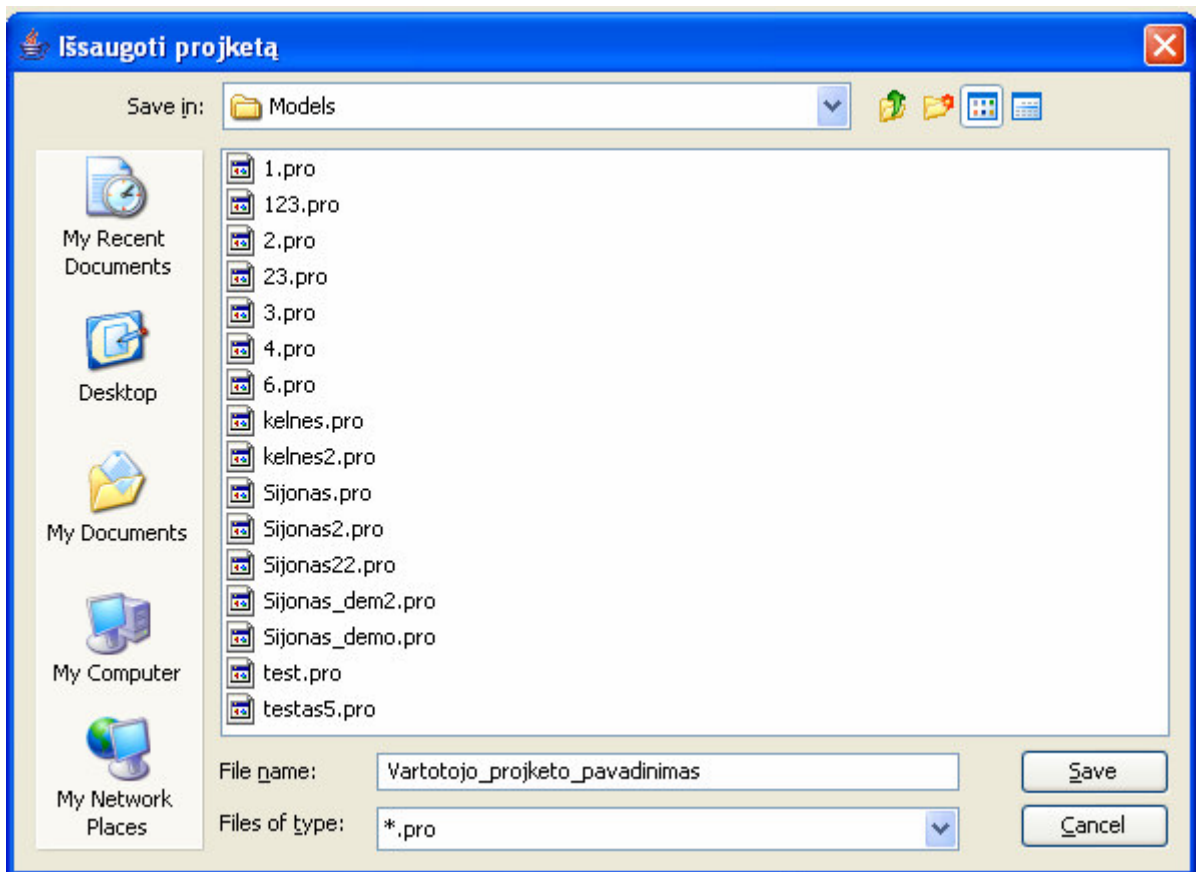 Išsaugoti projketą
Save in:
Models
My Recent
Documents
Desktop
My Documents
My Computer
My Network
Places
1.pro
123.pro
2.pro
23.pro
3.pro
4.pro
6.pro
kelnes.pro
kelnes2.pro
Sijonas.pro
Sijonas2.pro
Sijonas22.pro
Sijonas_dem2.pro
Sijonas_demo.pro
test.pro
testas5.pro
File name:
Vartotojo_projketo_pavadinimas
Save
Files of type:
*.pro
Cancel